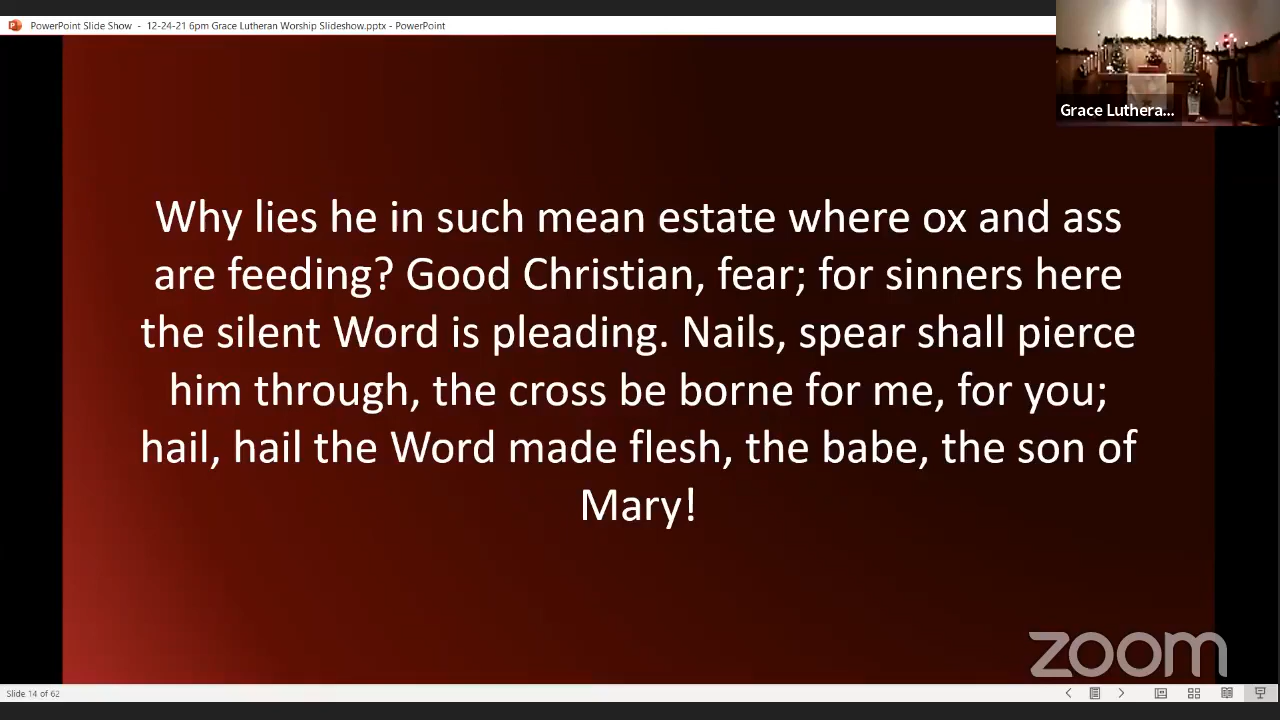 PowerPoint Slide Show - 12-24-21 6pm Grace Lutheran Worship Slideshow.pptx - PowerPoint
Grace Luthera...
Why lies he in such mean estate where ox and ass
are feeding? Good Christian, fear; for sinners here
the silent Word is pleading. Nails, spear shall pierce
him through, the cross be borne for me, for you;
hail, hail the Word made flesh, the babe, the son of
Mary!
zoom
Slide 14 of 62